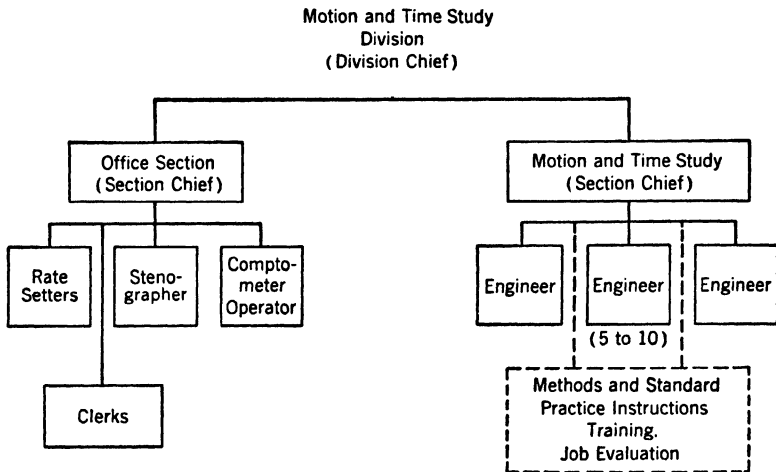 Motion and Time Study
Division
(Division Chief)
Office Section
(Section Chief)
Motion and Time Study
(Section Chief)
Rate
Setters
Steno-
grapher
Compto-
meter
Operator
Clerks
Engineer
Engineer
Engineer
(5 to 10)
Methods and Standard
Practice Instructions
Training.
Job Evaluation